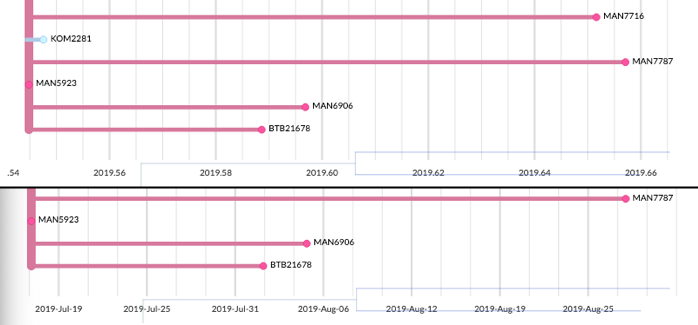 MAN7716
KOM2281
MAN7787
MAN5923
MAN6906
BTB21678
.54 2019.56 2019.58 2019.60 2019.62 2019.64 2019.66
MAN7787
MAN5923
MAN6906
BTB21678
2019-Jul-19 2019-Jul-25 2019-Jul-31 2019-Aug-06 2019-Aug-12 2019-Aug-19 2019-Aug-25